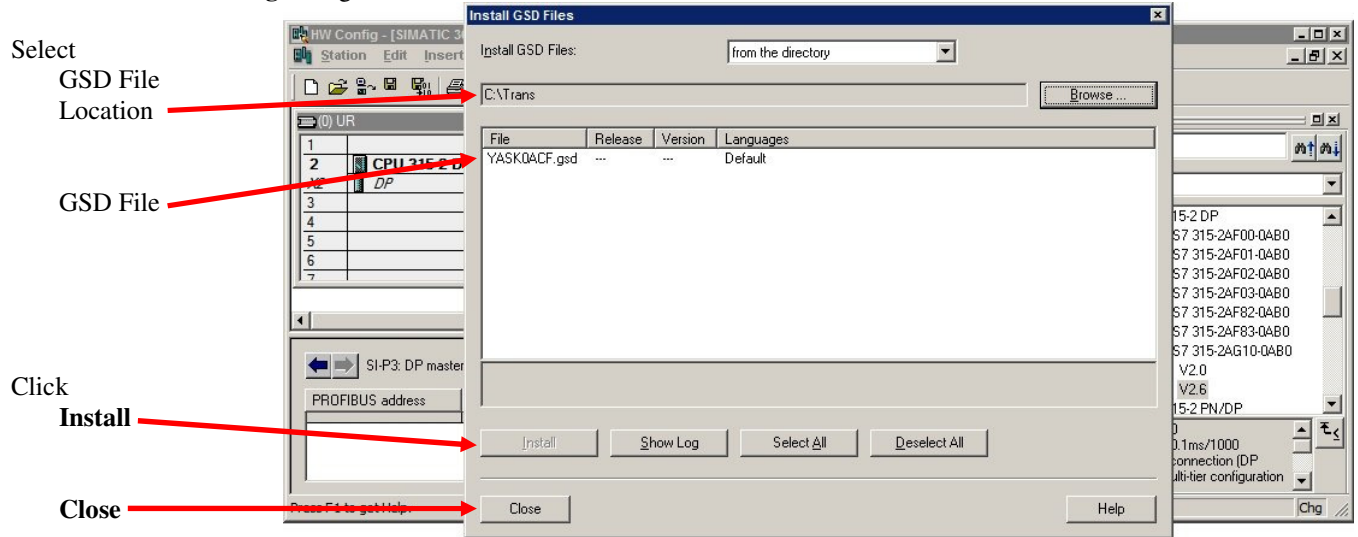 Install GSD Files
HW Config - [SIMATIC 3
Station Edit Insert
Select
GSD File
Location
Install GSD Files:
from the directory
C:\Trans
Browse ...
(0) UR
File Release Version Languages
YASK0ACF.gsd --- --- Default
1
2 CPU 315-2 D
X2 DP
3
4
5
6
7
GSD File
15-2 DP
S7 315-2AF00-0AB0
S7 315-2AF01-0AB0
S7 315-2AF02-0AB0
S7 315-2AF03-0AB0
S7 315-2AF82-0AB0
S7 315-2AF83-0AB0
S7 315-2AG10-0AB0
V2.0
V2.6
15-2 PN/DP
SI-P3: DP master
PROFIBUS address
Click
Install
Install Show Log Select All Deselect All
0.1ms/1000
connection (DP
ulti-tier configuration
Close
Press F1 to get Help.
Close
Help
Chg